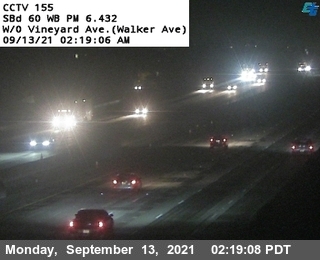 CCTV 155
SBd 60 WB PM 6.432
W/O Vineyard Ave.(Walker Ave)
09/13/21 02:19:06 AM
Monday, September 13, 2021 02:19:08 PDT